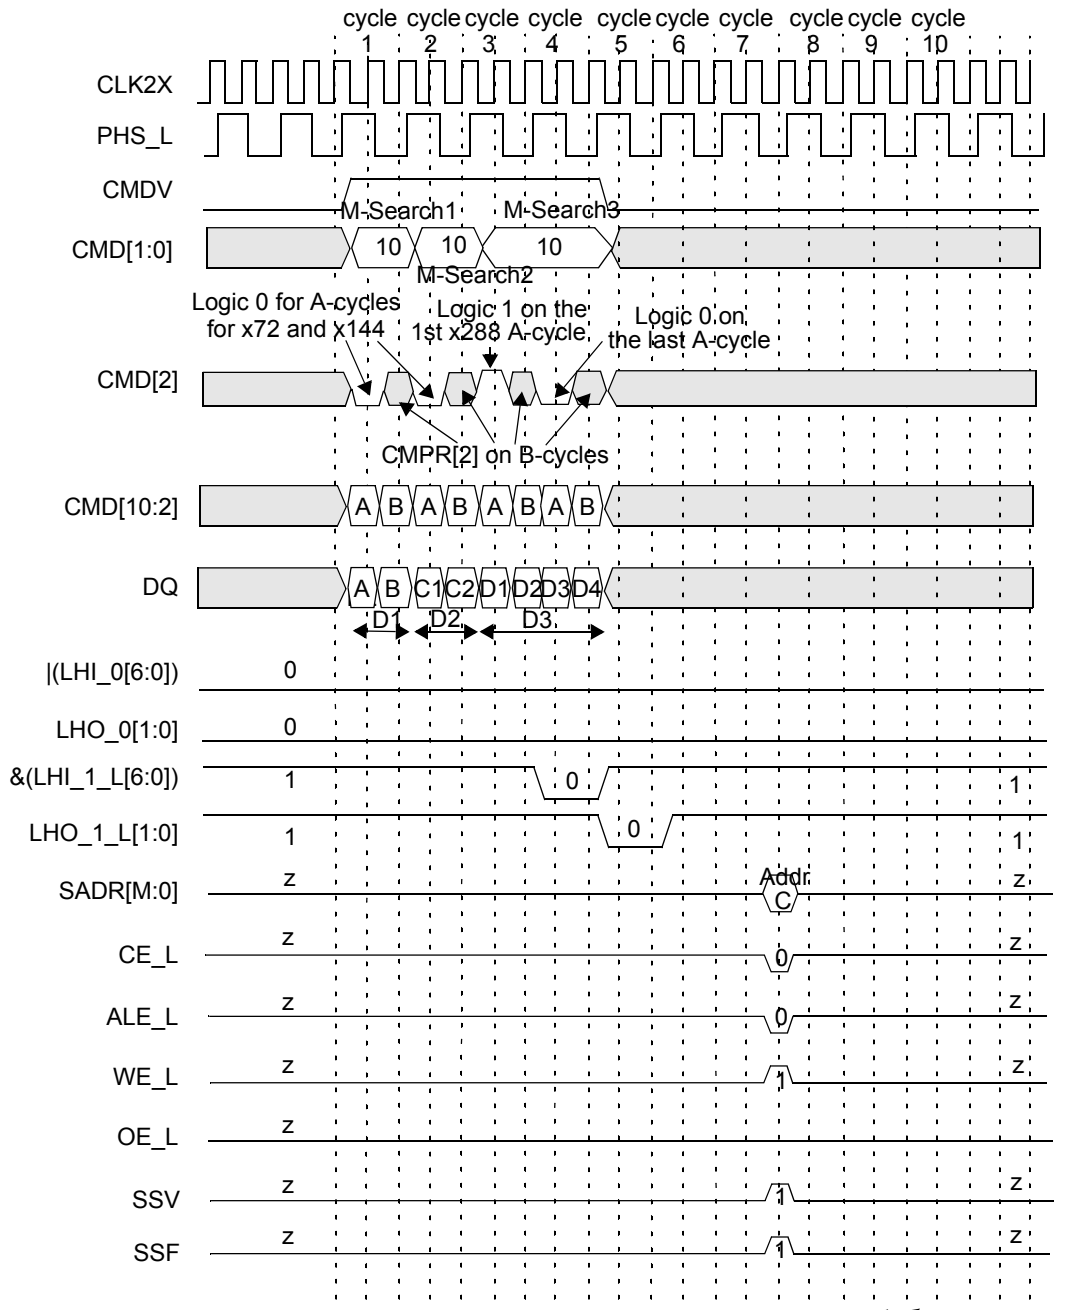 cycle cycle cycle cycle cycle cycle cycle cycle cycle cycle
1 2 3 4 5 6 7 8 9 10
CLK2X
PHS_L
CMDV
M-Search1 M-Search3
CMD[1:0] 10 10 10
M-Search2
Logic 0 for A-cycles
for x72 and x144
Logic 1 on the
1st x288 A-cycle
Logic 0 on
the last A-cycle
CMD[2]
CMPR[2] on B-cycles
CMD[10:2] A B A B A B A B
DQ A B C1 C2 D1 D2 D3 D4
D1 D2 D3
|(LHI_0[6:0]) 0
LHO_0[1:0] 0
&(LHI_1_L[6:0]) 1 0 1
LHO_1_L[1:0] 1 0 1
SADR[M:0] z Addr C z
CE_L z 0 z
ALE_L z 0 z
WE_L z 1 z
OE_L z
SSV z 1 z
SSF z 1 z